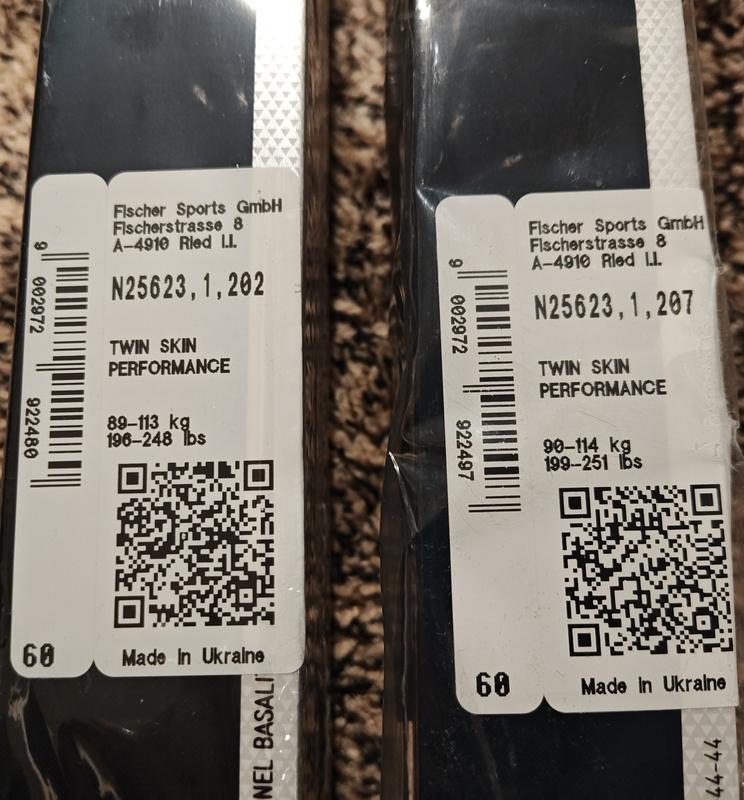 Fischer Sports GmbH
Fischerstrasse 8
A-4910 Ried I.I.
N25623,1,202
TWIN SKIN
PERFORMANCE
89-113 kg
196-248 lbs
9 002972 922480
60
Made in Ukraine
NEL BASALI
Fischer Sports GmbH
Fischerstrasse 8
A-4910 Ried I.I.
N25623,1,207
TWIN SKIN
PERFORMANCE
90-114 kg
199-251 lbs
9 002972 922497
60
Made in Ukraine
44-44